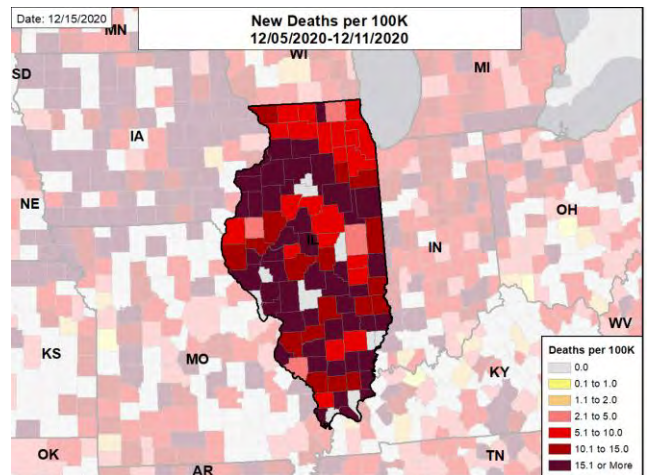 Date: 12/15/2020
New Deaths per 100K
12/05/2020-12/11/2020
MN
WI
MI
SD
IA
NE
IL
IN
OH
WV
KS
MO
KY
OK
AR
TN
Deaths per 100K
0.0
0.1 to 1.0
1.1 to 2.0
2.1 to 5.0
5.1 to 10.0
10.1 to 15.0
15.1 or More